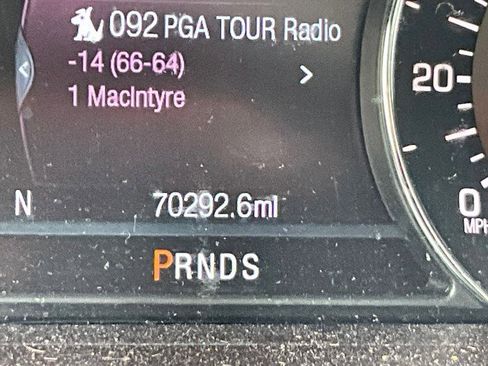 092 PGA TOUR Radio
-14 (66-64)
1 MacIntyre
20
0
MPH
N
70292.6mi
PRNDS